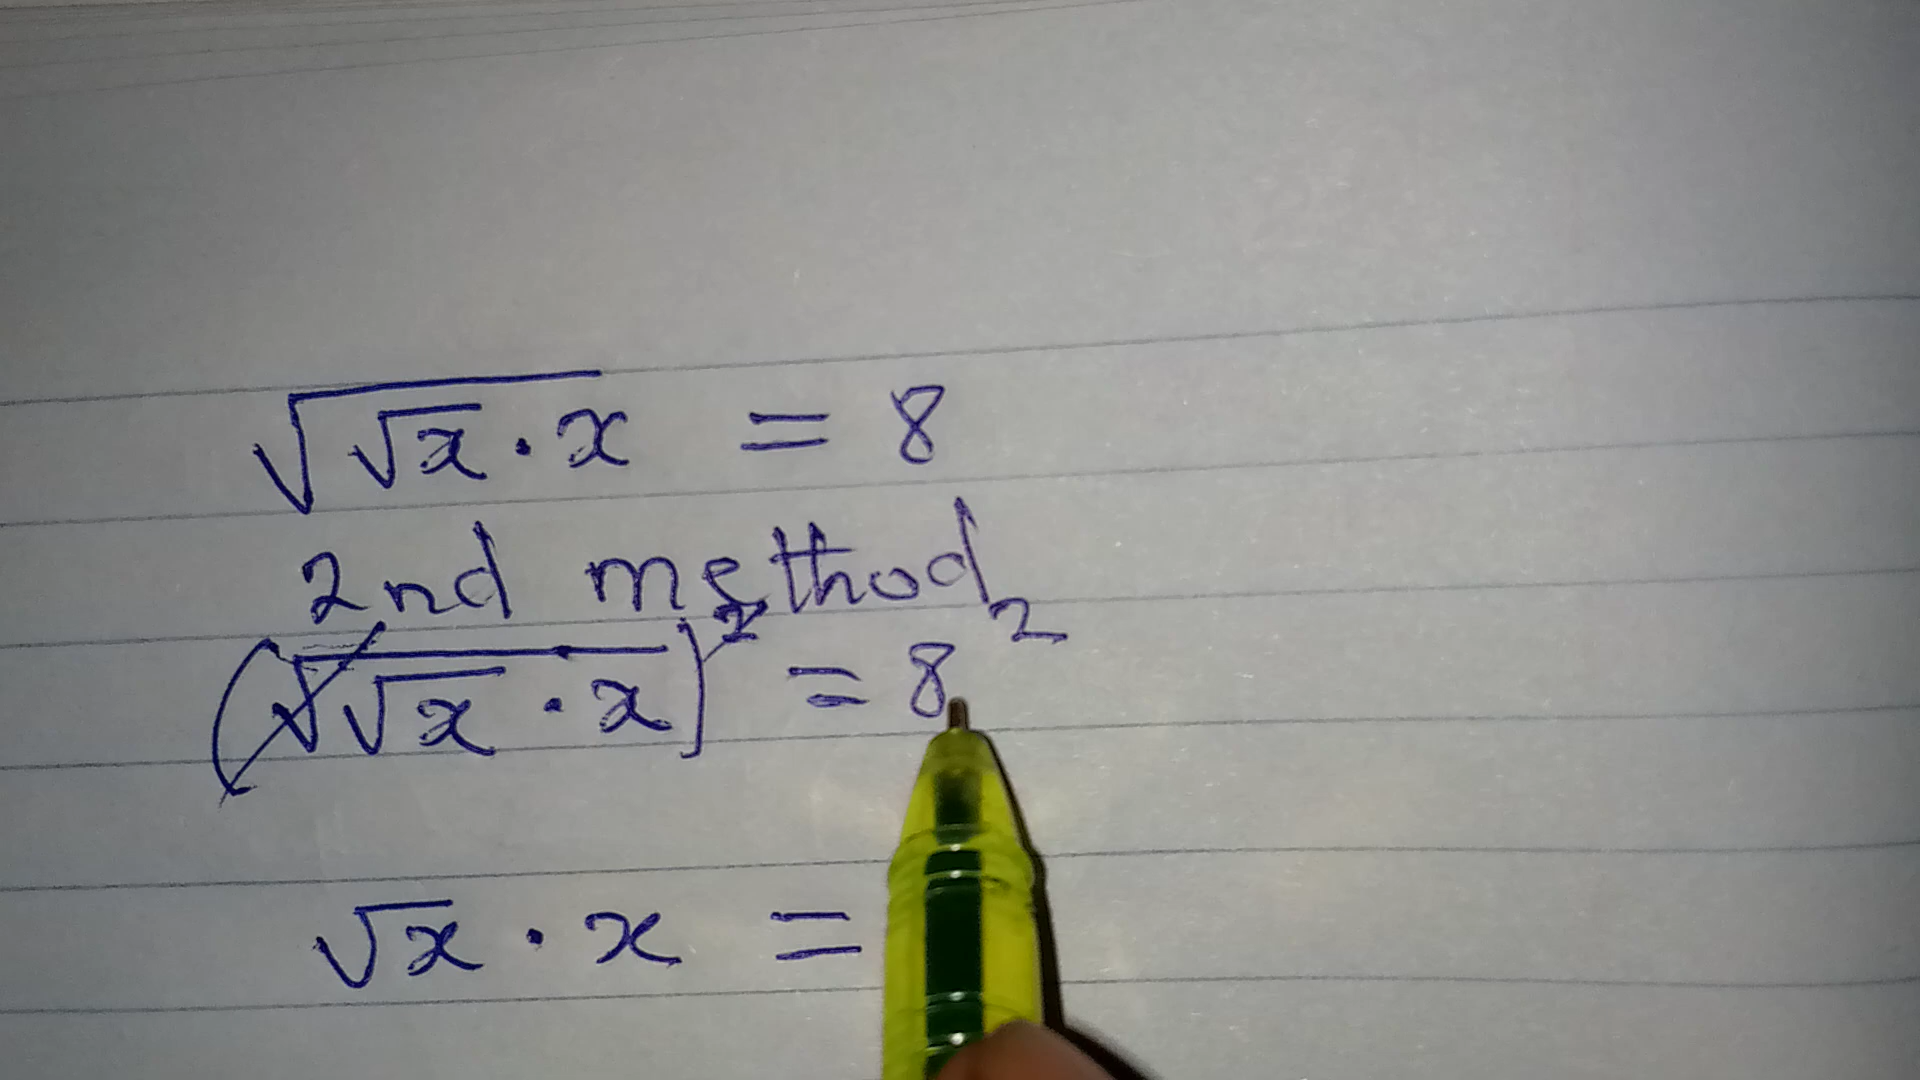 √(√x · x) = 8
2nd method
(√(√x · x))² = 8²
√x · x =